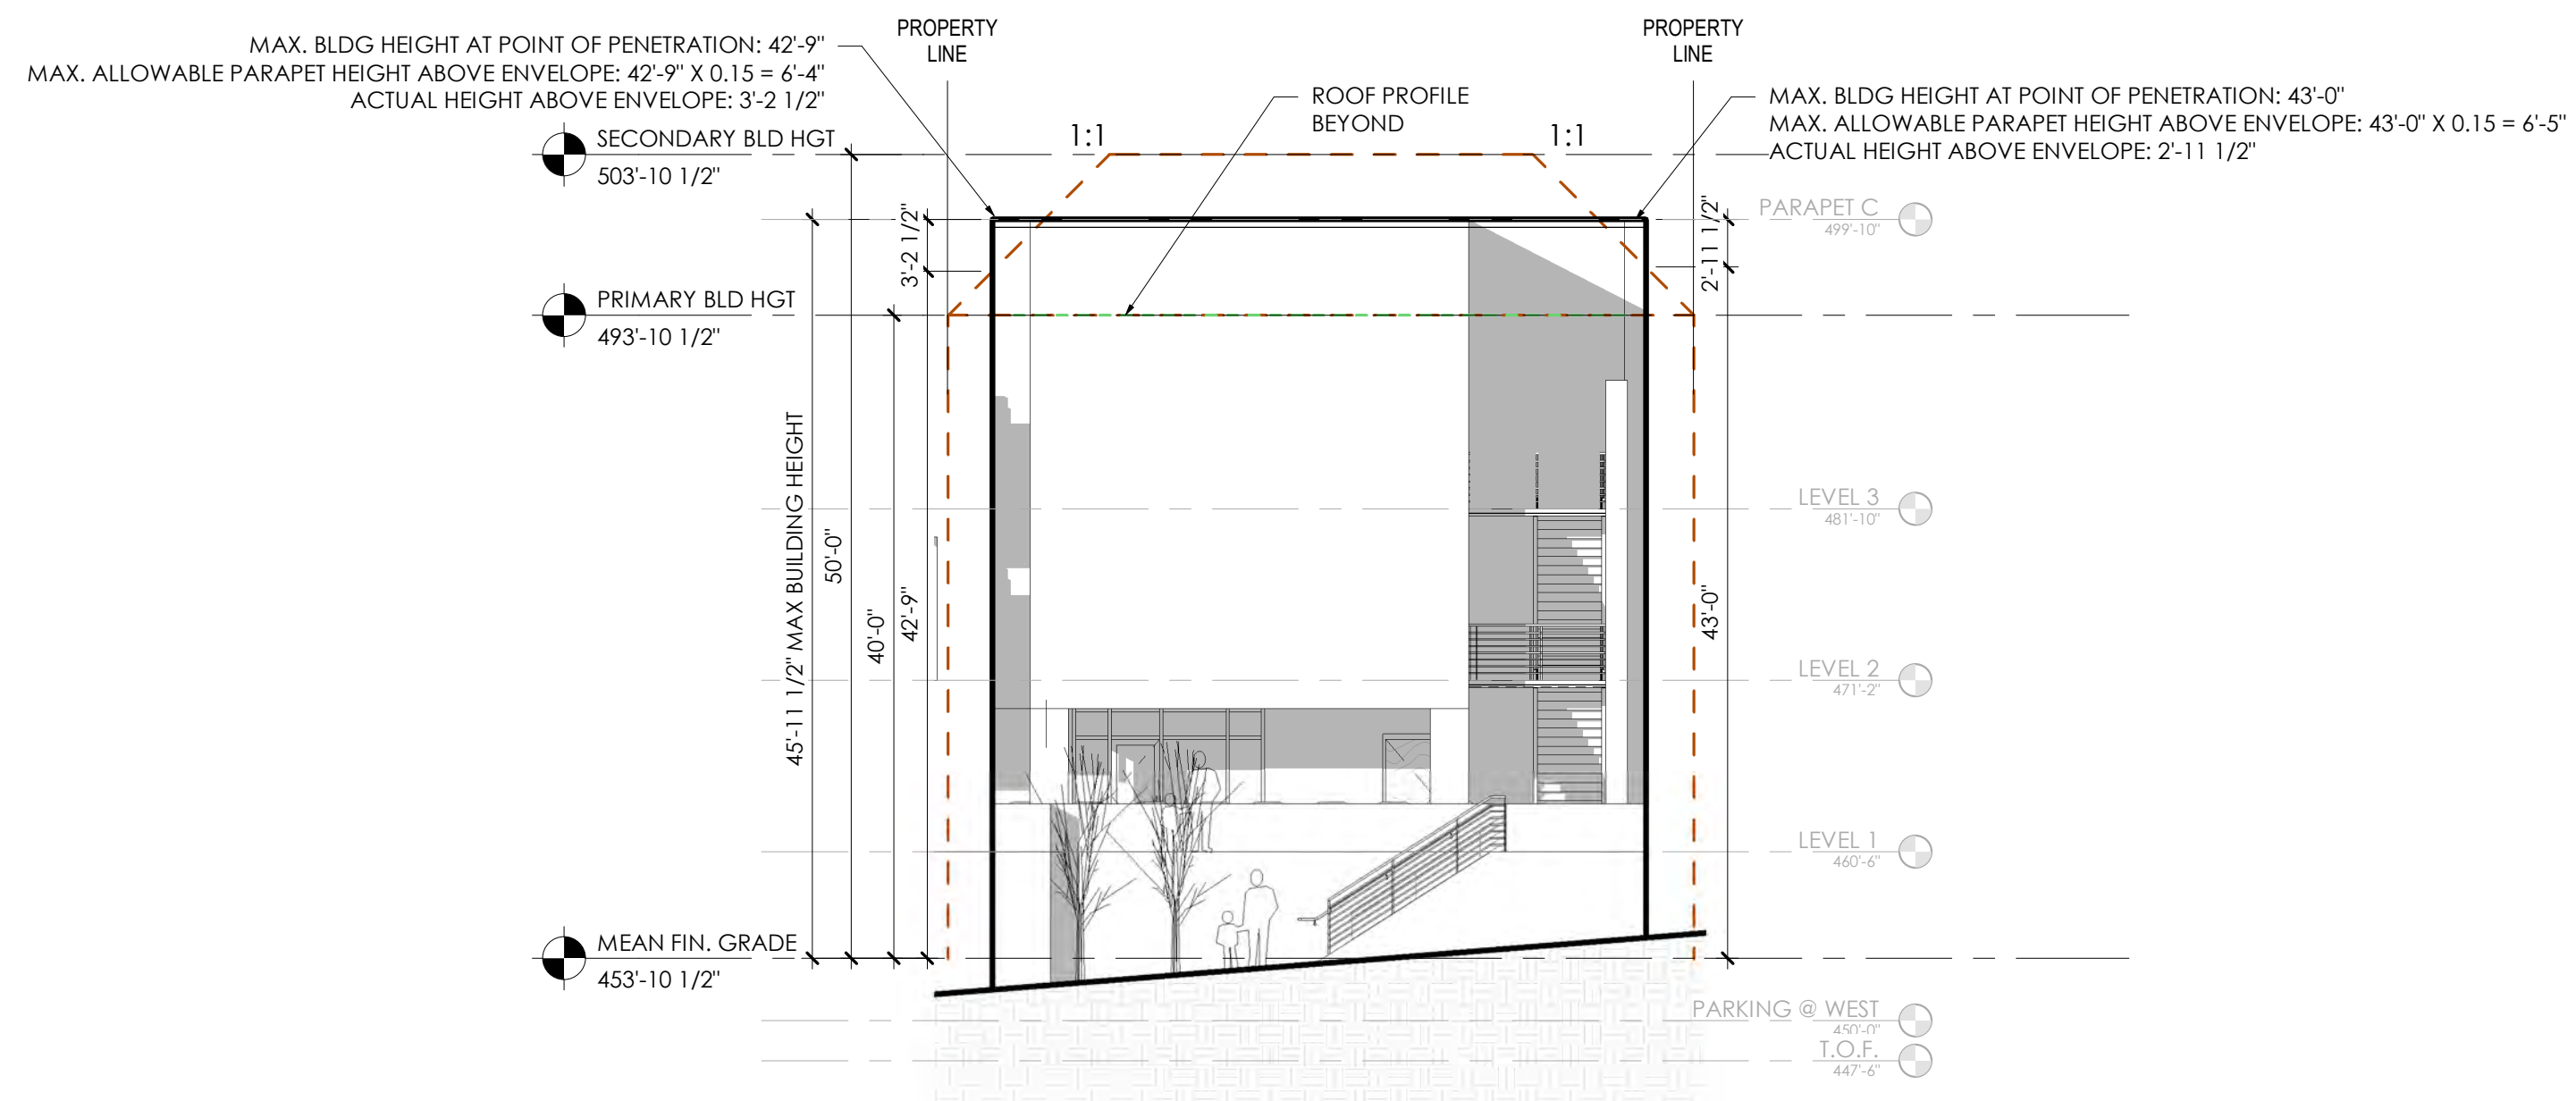 PROPERTY
LINE
PROPERTY
LINE
MAX. BLDG HEIGHT AT POINT OF PENETRATION: 42'-9"
MAX. ALLOWABLE PARAPET HEIGHT ABOVE ENVELOPE: 42'-9" X 0.15 = 6'-4"
ACTUAL HEIGHT ABOVE ENVELOPE: 3'-2 1/2"
ROOF PROFILE
BEYOND
MAX. BLDG HEIGHT AT POINT OF PENETRATION: 43'-0"
MAX. ALLOWABLE PARAPET HEIGHT ABOVE ENVELOPE: 43'-0" X 0.15 = 6'-5"
ACTUAL HEIGHT ABOVE ENVELOPE: 2'-11 1/2"
1:1
1:1
SECONDARY BLD HGT
503'-10 1/2"
PARAPET C
499'-10"
3'-2 1/2"
2'-11 1/2"
PRIMARY BLD HGT
493'-10 1/2"
45'-11 1/2" MAX BUILDING HEIGHT
50'-0"
40'-0"
42'-9"
43'-0"
LEVEL 3
481'-10"
LEVEL 2
471'-2"
LEVEL 1
460'-6"
MEAN FIN. GRADE
453'-10 1/2"
PARKING @ WEST
450'-0"
T.O.F.
447'-6"